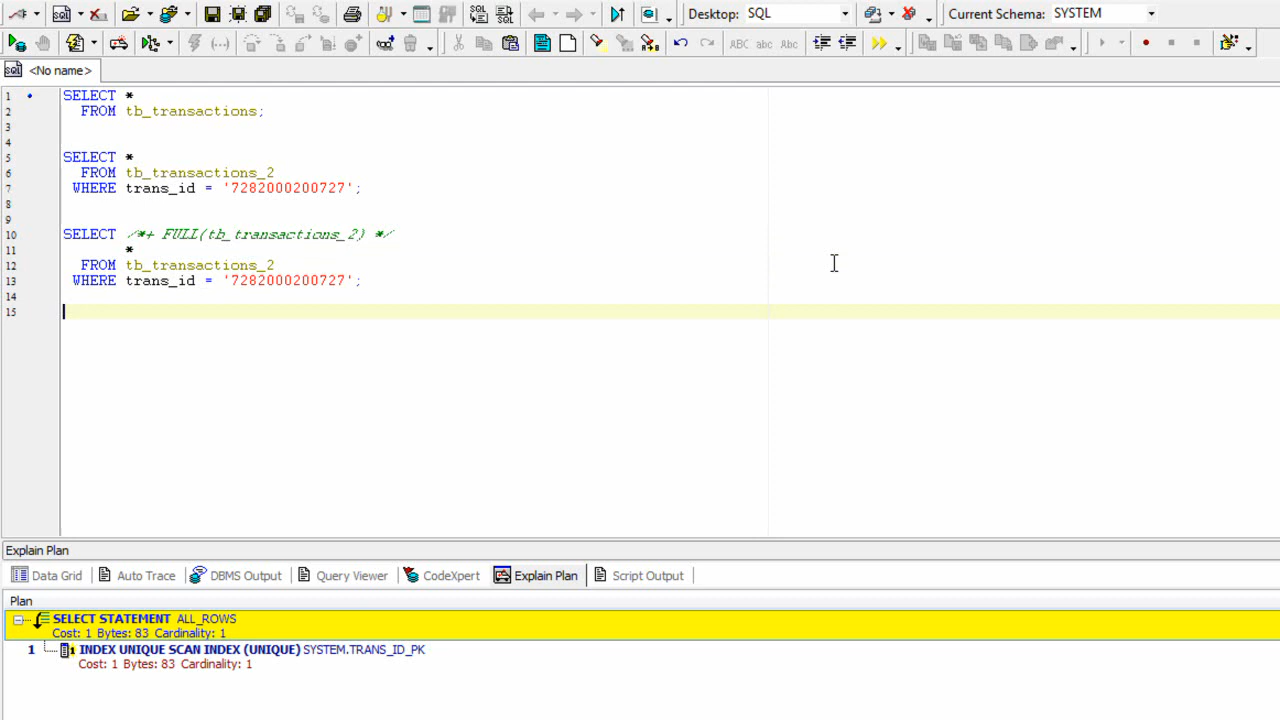 Desktop: SQL Current Schema: SYSTEM
ABC abc Abc
SQL <No name>
1 SELECT *
2 FROM tb_transactions;
3
4
5 SELECT *
6 FROM tb_transactions_2
7 WHERE trans_id = '7282000200727';
8
9
10 SELECT /*+ FULL(tb_transactions_2) */
11 *
12 FROM tb_transactions_2
13 WHERE trans_id = '7282000200727';
14
15
Explain Plan
Data Grid Auto Trace DBMS Output Query Viewer CodeXpert Explain Plan Script Output
Plan
SELECT STATEMENT ALL_ROWS
Cost: 1 Bytes: 83 Cardinality: 1
1 INDEX UNIQUE SCAN INDEX (UNIQUE) SYSTEM.TRANS_ID_PK
Cost: 1 Bytes: 83 Cardinality: 1